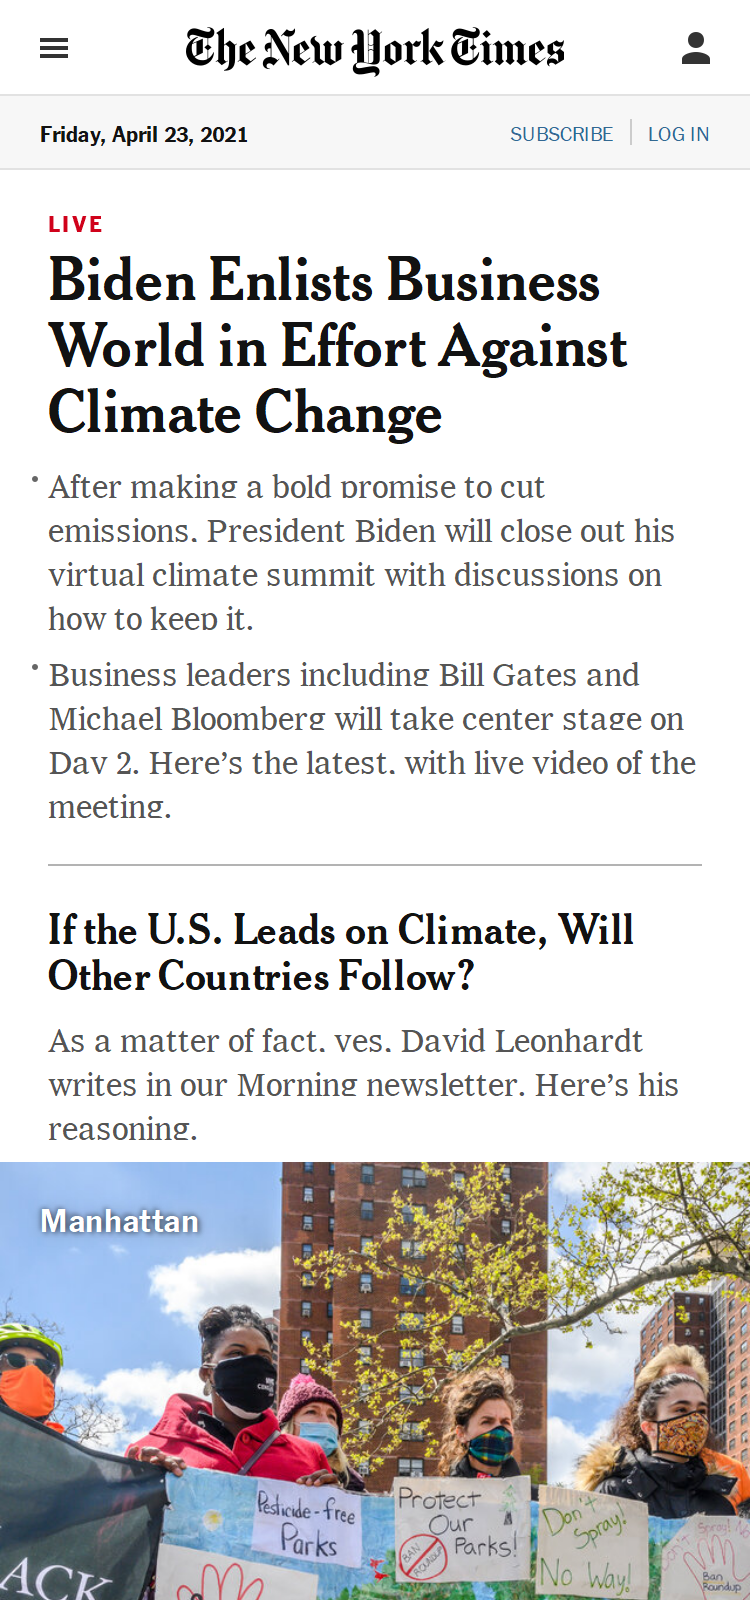 The New York Times
Friday, April 23, 2021
SUBSCRIBE
LOG IN
LIVE
Biden Enlists Business
World in Effort Against
Climate Change
• After making a bold promise to cut
emissions, President Biden will close out his
virtual climate summit with discussions on
how to keep it.
• Business leaders including Bill Gates and
Michael Bloomberg will take center stage on
Day 2. Here’s the latest, with live video of the
meeting.
If the U.S. Leads on Climate, Will
Other Countries Follow?
As a matter of fact, yes, David Leonhardt
writes in our Morning newsletter. Here’s his
reasoning.
Manhattan
Pesticide-free
Parks
Protect
Our
Parks!
BAN
ROUNDUP
Don't
Spray!
No Way!
Ban
Roundup
ACK